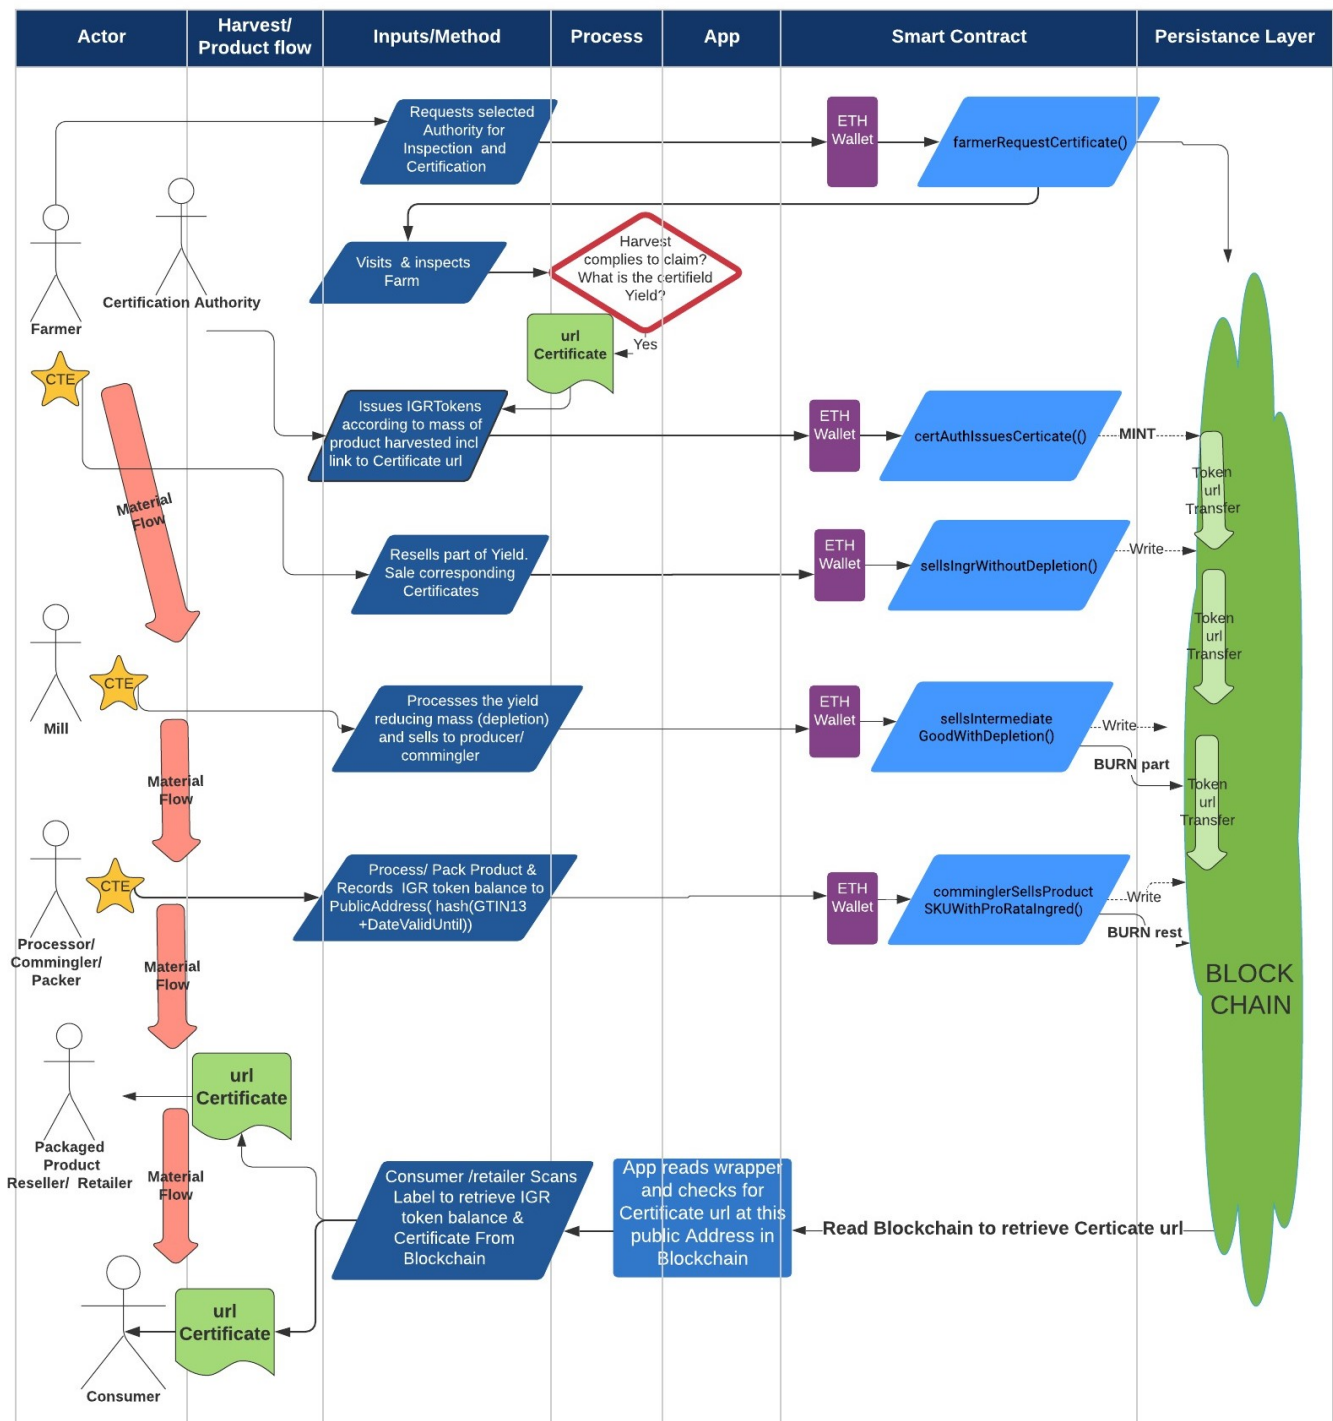 Actor
Harvest/
Product flow
Inputs/Method
Process
App
Smart Contract
Persistance Layer
Requests selected
Authority for
Inspection and
Certification
ETH
Wallet
farmerRequestCertificate()
Farmer
Certification Authority
Visits & inspects
Farm
Harvest
complies to claim?
What is the certifield
Yield?
Yes
url
Certificate
CTE
Issues IGRTokens
according to mass of
product harvested incl
link to Certificate url
ETH
Wallet
certAuthIssuesCerticate(()
MINT
Token
url
Transfer
Material
Flow
Resells part of Yield.
Sale corresponding
Certificates
ETH
Wallet
sellsIngrWithoutDepletion()
Write
Token
url
Transfer
Mill
CTE
Processes the yield
reducing mass (depletion)
and sells to producer/
commingler
ETH
Wallet
sellsIntermediate
GoodWithDepletion()
Write
BURN part
Token
url
Transfer
Material
Flow
Processor/
Commingler/
Packer
CTE
Process/ Pack Product &
Records IGR token balance to
PublicAddress( hash(GTIN13
+DateValidUntil))
ETH
Wallet
comminglerSellsProduct
SKUWithProRataIngred()
Write
BURN rest
Material
Flow
BLOCK
CHAIN
url
Certificate
Packaged
Product
Reseller/ Retailer
Material
Flow
Consumer /retailer Scans
Label to retrieve IGR
token balance &
Certificate From
Blockchain
App reads wrapper
and checks for
Certificate url at this
public Address in
Blockchain
Read Blockchain to retrieve Certicate url
url
Certificate
Consumer